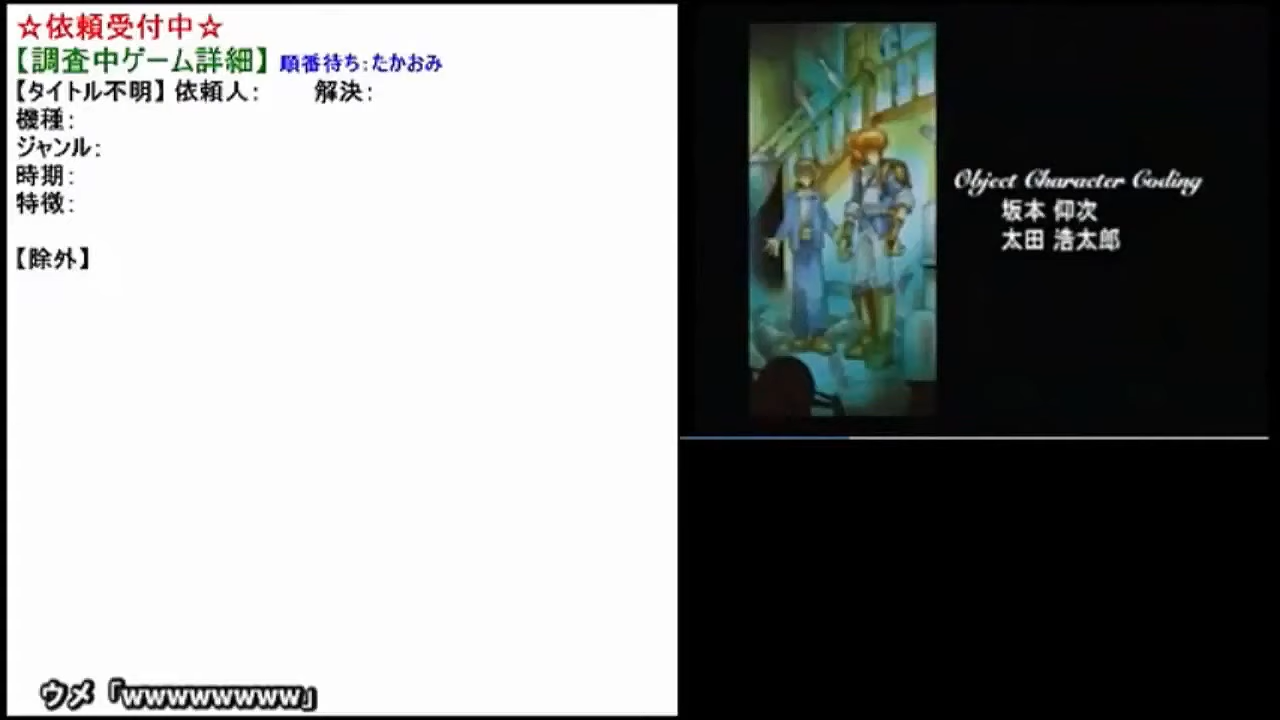 ☆依頼受付中☆
【調査中ゲーム詳細】 順番待ち:たかおみ
【タイトル不明】 依頼人: 解決:
機種:
ジャンル:
時期:
特徴:
【除外】
Object Character Coding
坂本 仰次
太田 浩太郎
ウメ「wwwwwwww」